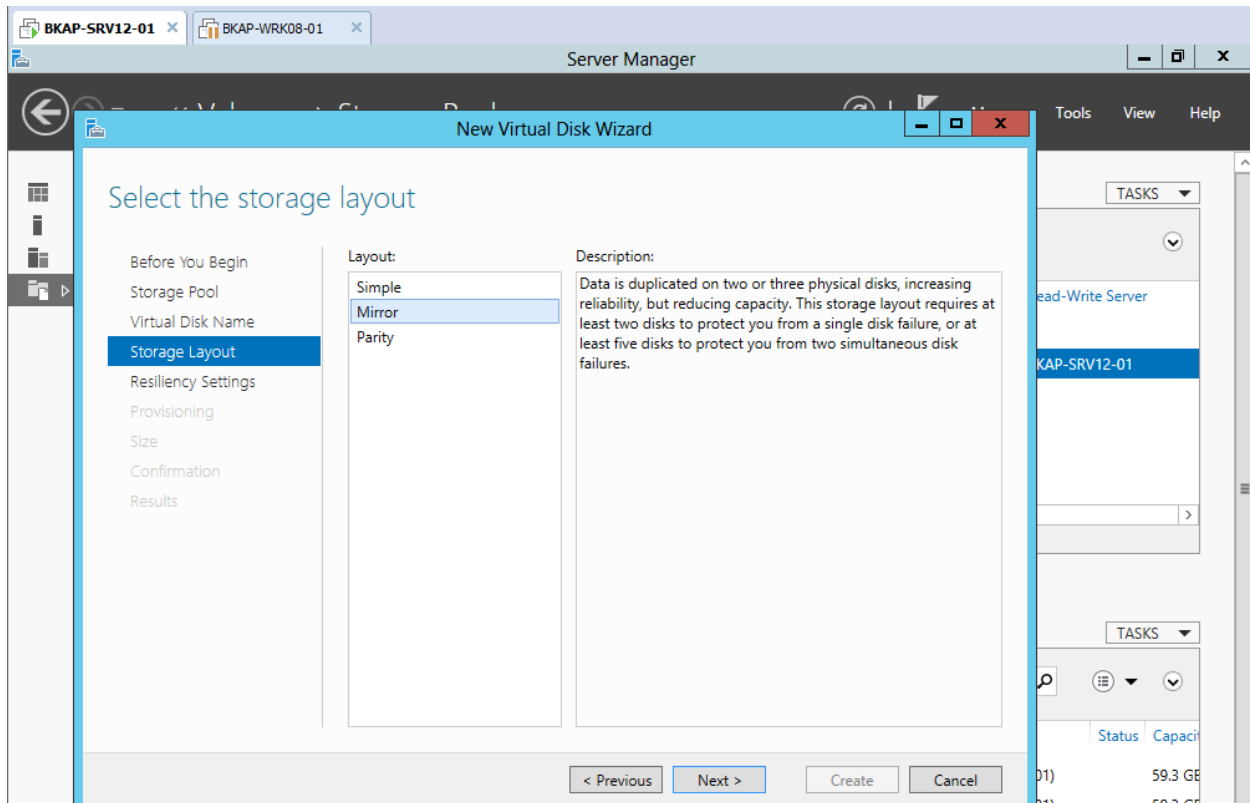 BKAP-SRV12-01
BKAP-WRK08-01
Server Manager
Tools View Help
New Virtual Disk Wizard
Select the storage layout
Before You Begin
Storage Pool
Virtual Disk Name
Storage Layout
Resiliency Settings
Provisioning
Size
Confirmation
Results
Layout:
Simple
Mirror
Parity
Description:
Data is duplicated on two or three physical disks, increasing
reliability, but reducing capacity. This storage layout requires at
least two disks to protect you from a single disk failure, or at
least five disks to protect you from two simultaneous disk
failures.
< Previous
Next >
Create
Cancel
TASKS
ead-Write Server
KAP-SRV12-01
TASKS
Status Capacit
01) 59.3 GB